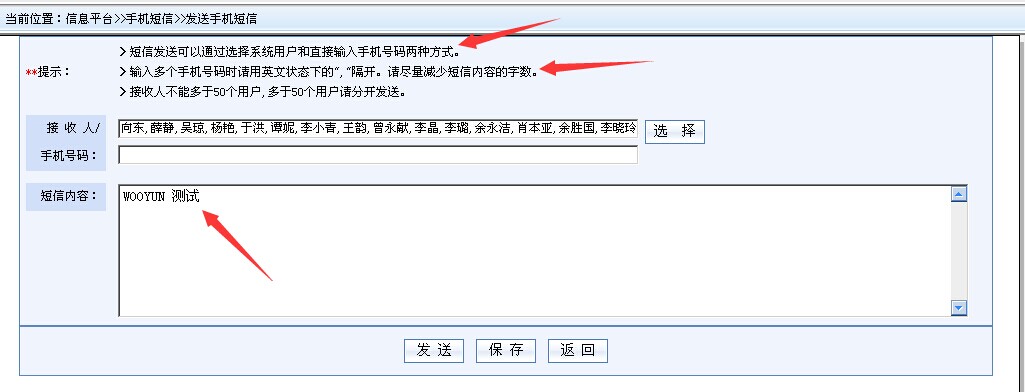 当前位置：信息平台>>手机短信>>发送手机短信
> 短信发送可以通过选择系统用户和直接输入手机号码两种方式。
**提示：
> 输入多个手机号码时请用英文状态下的“, ”隔开。请尽量减少短信内容的字数。
> 接收人不能多于50个用户, 多于50个用户请分开发送。
接 收 人/
向东, 薛静, 吴琼, 杨艳, 于洪, 谭妮, 李小青, 王韵, 曾永献, 李晶, 李璐, 余永洁, 肖本亚, 余胜国, 李晓玲
选 择
手机号码：
短信内容：
WOOYUN 测试
发 送
保 存
返 回